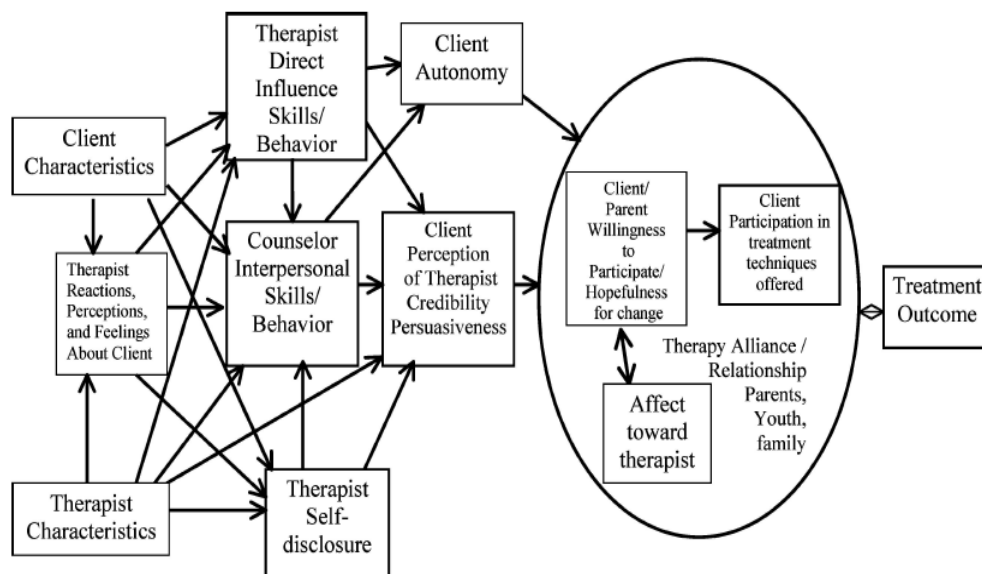 Therapist
Direct
Influence
Skills/
Behavior
Client
Autonomy
Client
Characteristics
Client/
Parent
Willingness
to
Participate/
Hopefulness
for change
Client
Participation in
treatment
techniques
offered
Therapist
Reactions,
Perceptions,
and Feelings
About Client
Counselor
Interpersonal
Skills/
Behavior
Client
Perception
of Therapist
Credibility
Persuasiveness
Treatment
Outcome
Therapy Alliance /
Relationship
Parents,
Youth,
family
Affect
toward
therapist
Therapist
Characteristics
Therapist
Self-
disclosure